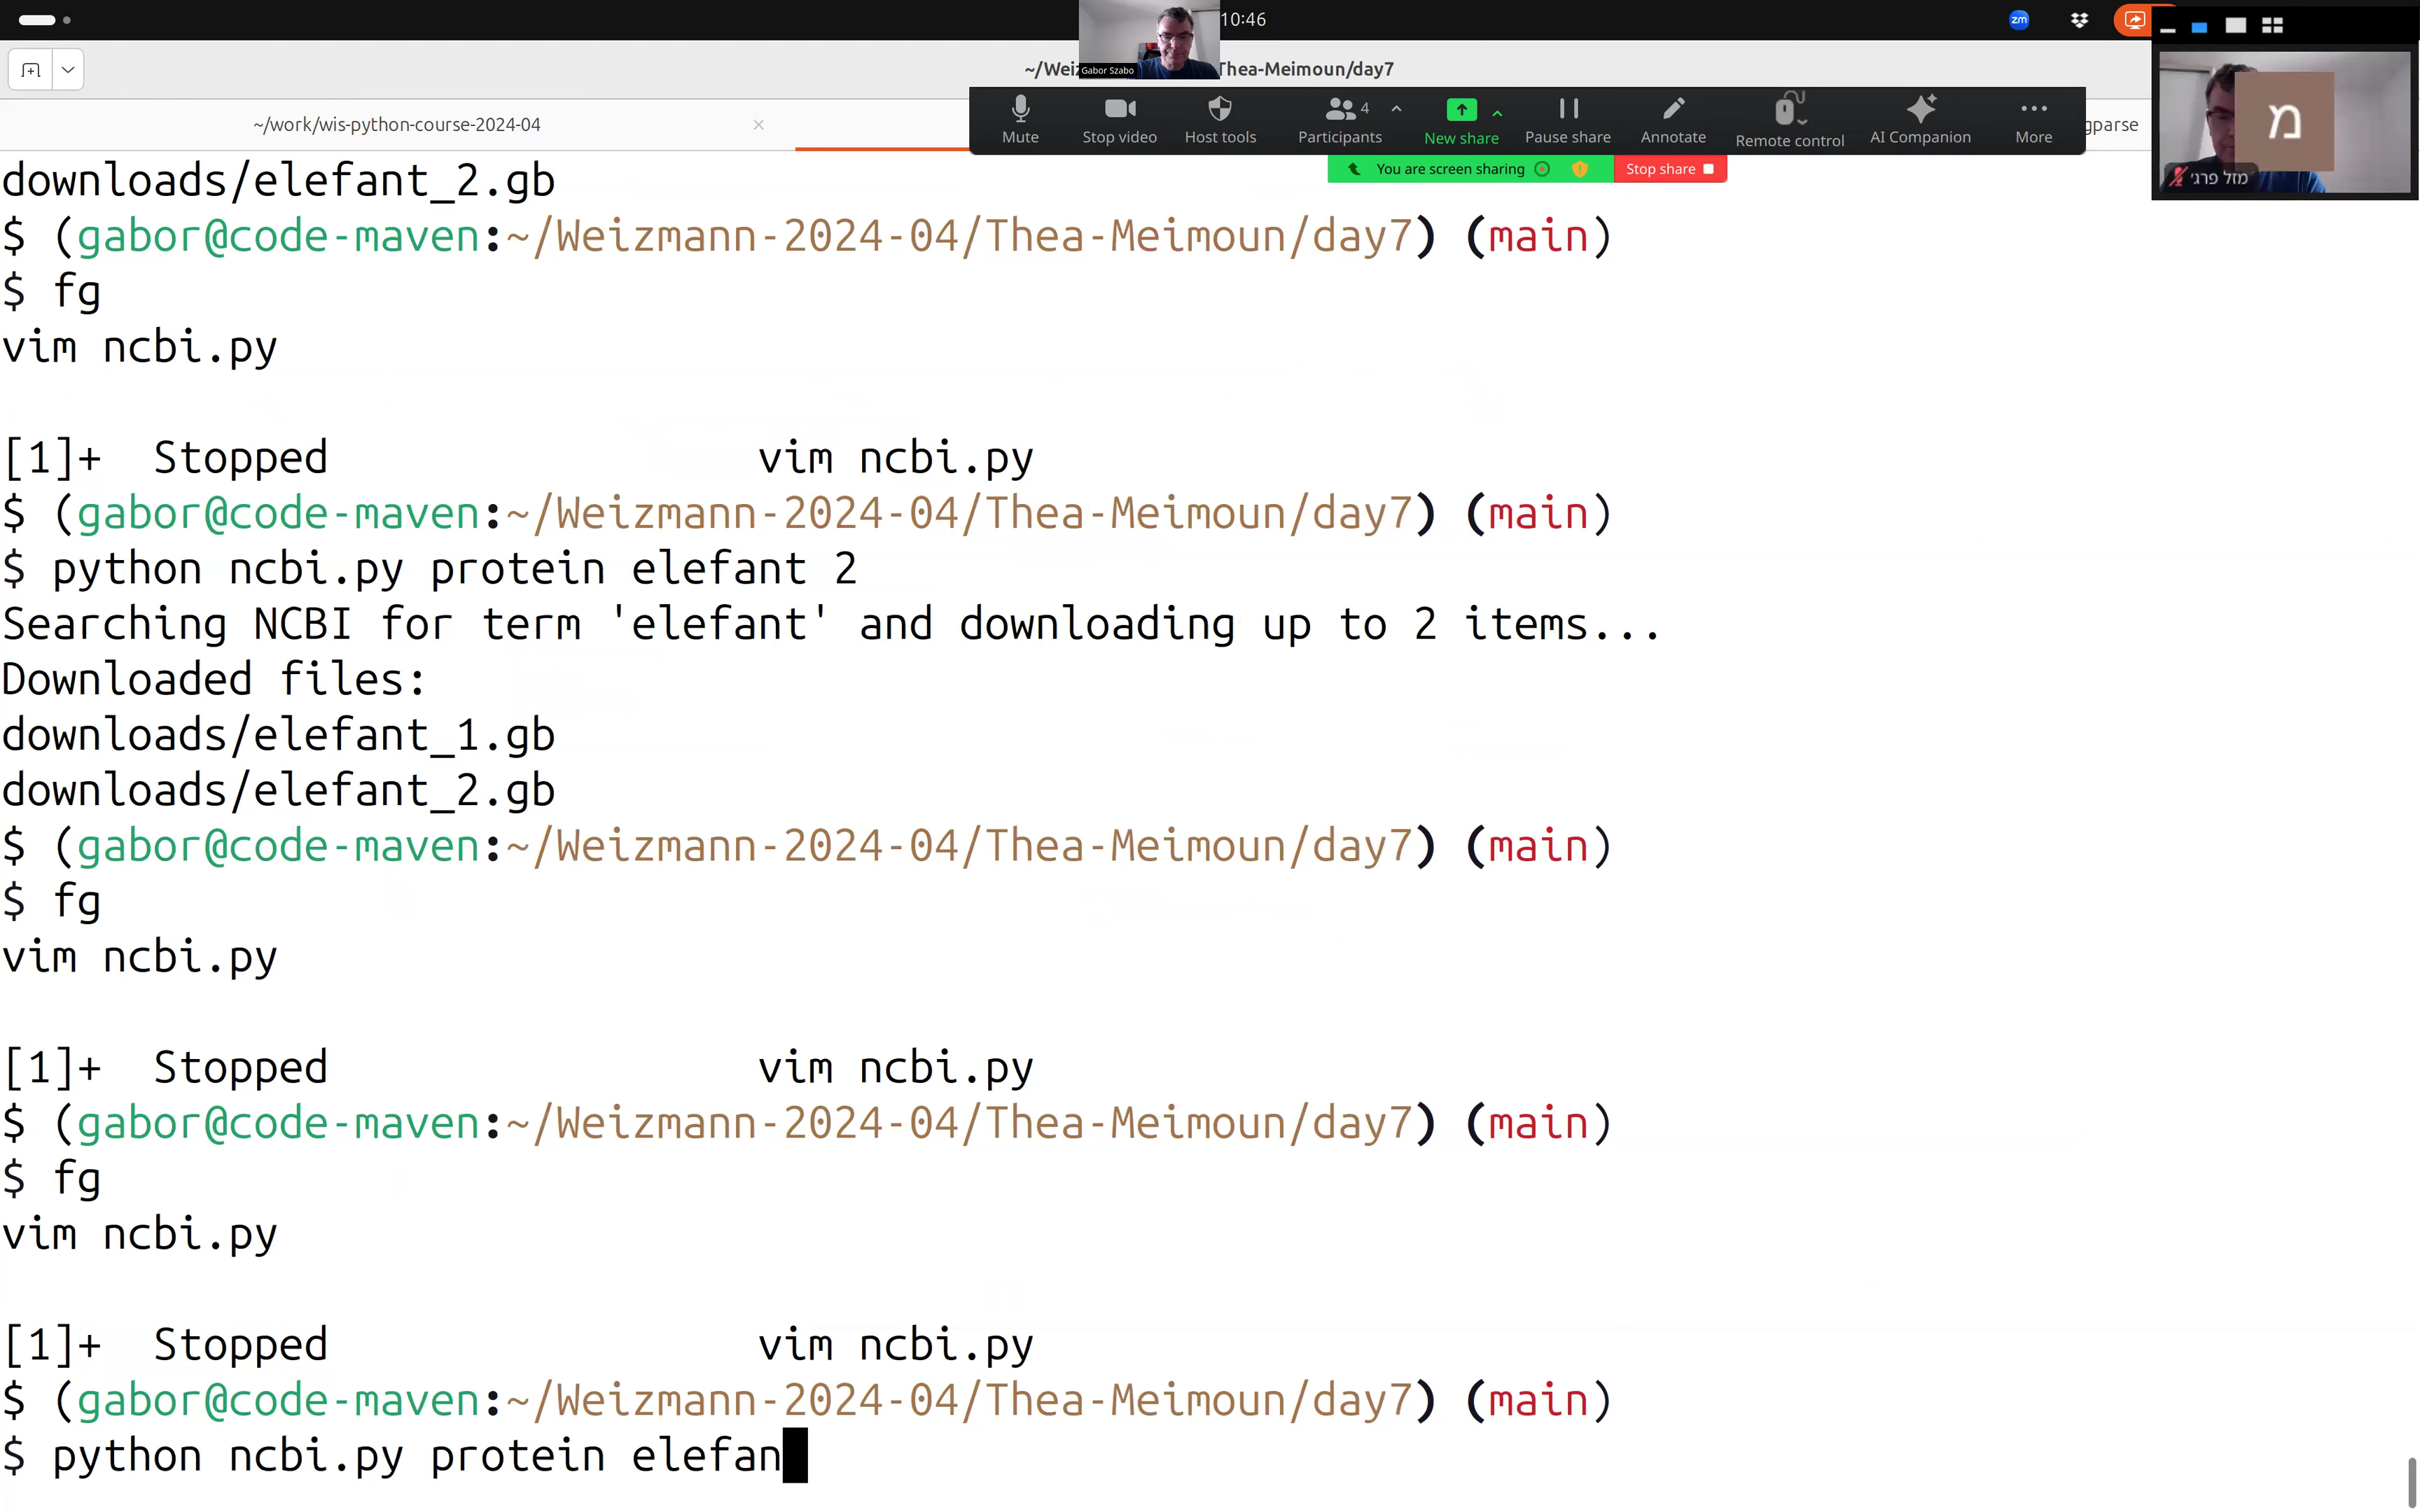 10:46
zm
~/Wei
Thea-Meimoun/day7
Gabor Szabo
~/work/wis-python-course-2024-04
gparse
4
Mute
Stop video
Host tools
Participants
New share
Pause share
Annotate
Remote control
AI Companion
More
You are screen sharing
Stop share
מ
מזל פרג'י
downloads/elefant_2.gb
$ (gabor@code-maven:~/Weizmann-2024-04/Thea-Meimoun/day7) (main)
$ fg
vim ncbi.py
[1]+  Stopped                 vim ncbi.py
$ (gabor@code-maven:~/Weizmann-2024-04/Thea-Meimoun/day7) (main)
$ python ncbi.py protein elefant 2
Searching NCBI for term 'elefant' and downloading up to 2 items...
Downloaded files:
downloads/elefant_1.gb
downloads/elefant_2.gb
$ (gabor@code-maven:~/Weizmann-2024-04/Thea-Meimoun/day7) (main)
$ fg
vim ncbi.py
[1]+  Stopped                 vim ncbi.py
$ (gabor@code-maven:~/Weizmann-2024-04/Thea-Meimoun/day7) (main)
$ fg
vim ncbi.py
[1]+  Stopped                 vim ncbi.py
$ (gabor@code-maven:~/Weizmann-2024-04/Thea-Meimoun/day7) (main)
$ python ncbi.py protein elefan